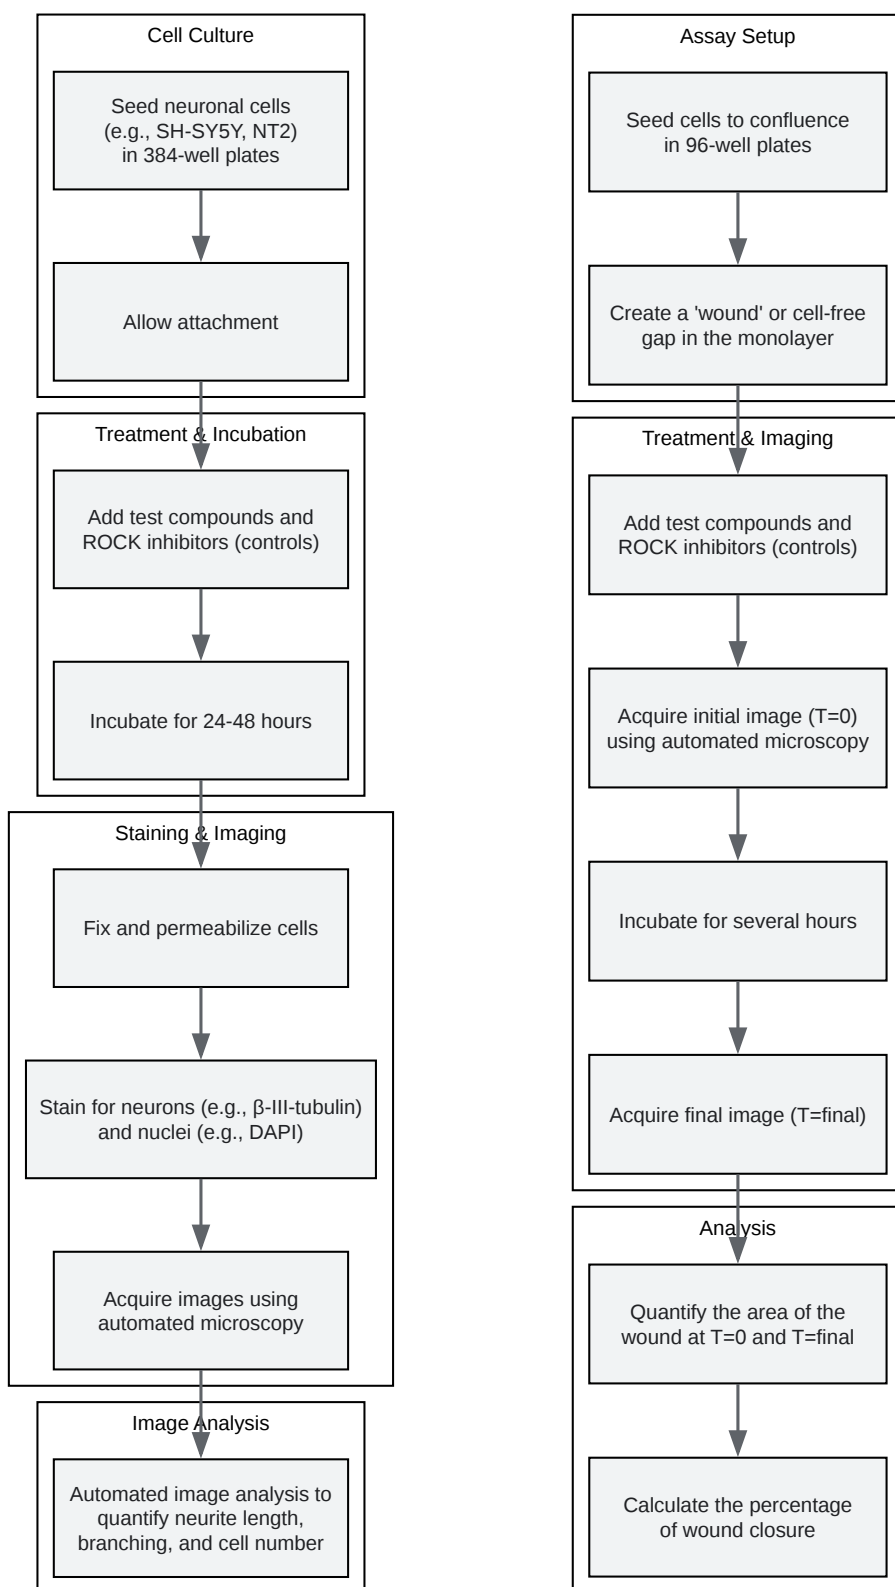 Cell Culture
Seed neuronal cells
(e.g., SH-SY5Y, NT2)
in 384-well plates
Allow attachment
Treatment & Incubation
Add test compounds and
ROCK inhibitors (controls)
Incubate for 24-48 hours
Staining & Imaging
Fix and permeabilize cells
Stain for neurons (e.g., β-III-tubulin)
and nuclei (e.g., DAPI)
Acquire images using
automated microscopy
Image Analysis
Automated image analysis to
quantify neurite length,
branching, and cell number
Assay Setup
Seed cells to confluence
in 96-well plates
Create a 'wound' or cell-free
gap in the monolayer
Treatment & Imaging
Add test compounds and
ROCK inhibitors (controls)
Acquire initial image (T=0)
using automated microscopy
Incubate for several hours
Acquire final image (T=final)
Analysis
Quantify the area of the
wound at T=0 and T=final
Calculate the percentage
of wound closure